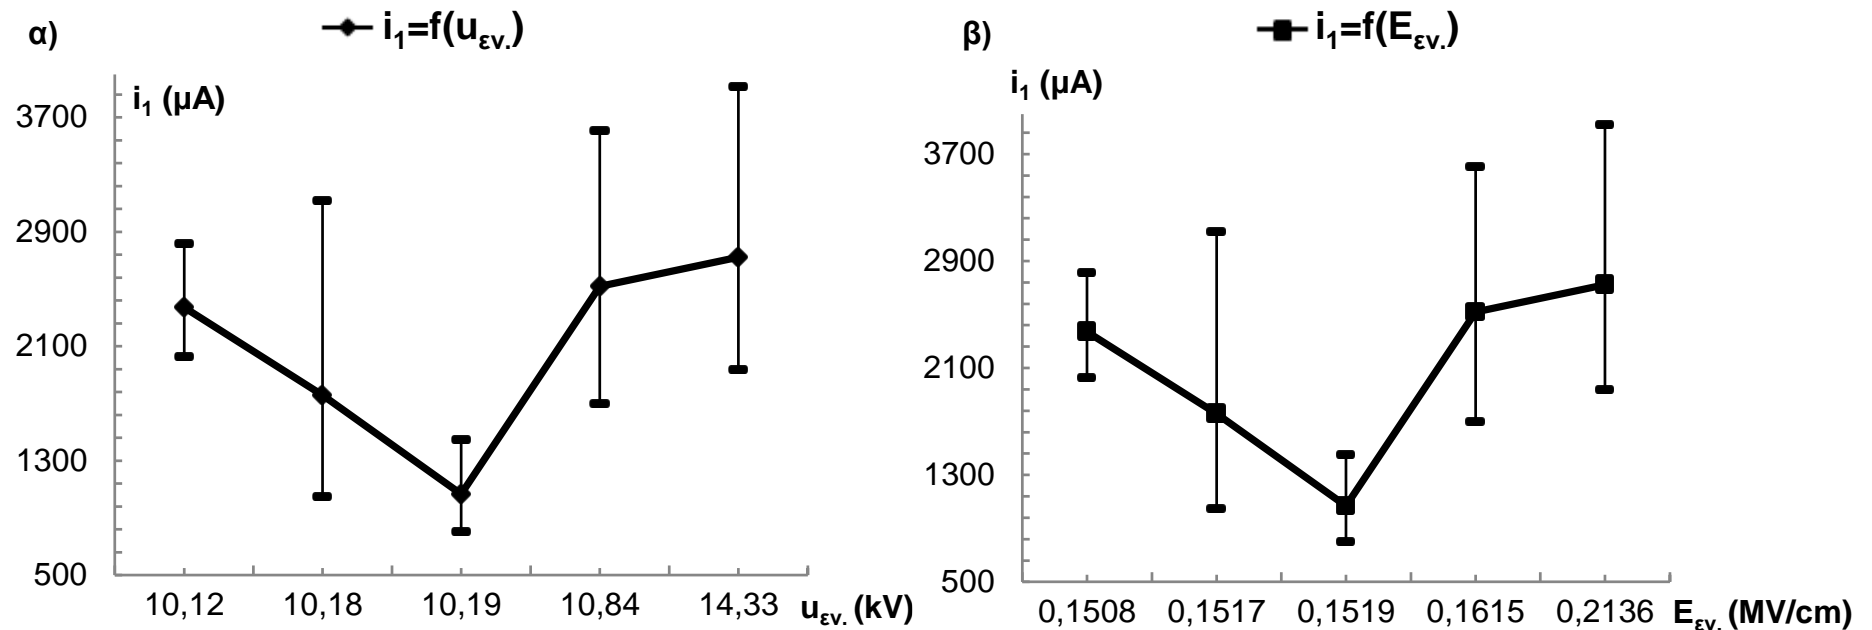 α)
i₁=f(uεν.)
i₁ (μA)
3700
2900
2100
1300
500
10,12 10,18 10,19 10,84 14,33 uεν. (kV)
β)
i₁=f(Eεν.)
i₁ (μA)
3700
2900
2100
1300
500
0,1508 0,1517 0,1519 0,1615 0,2136 Eεν. (MV/cm)